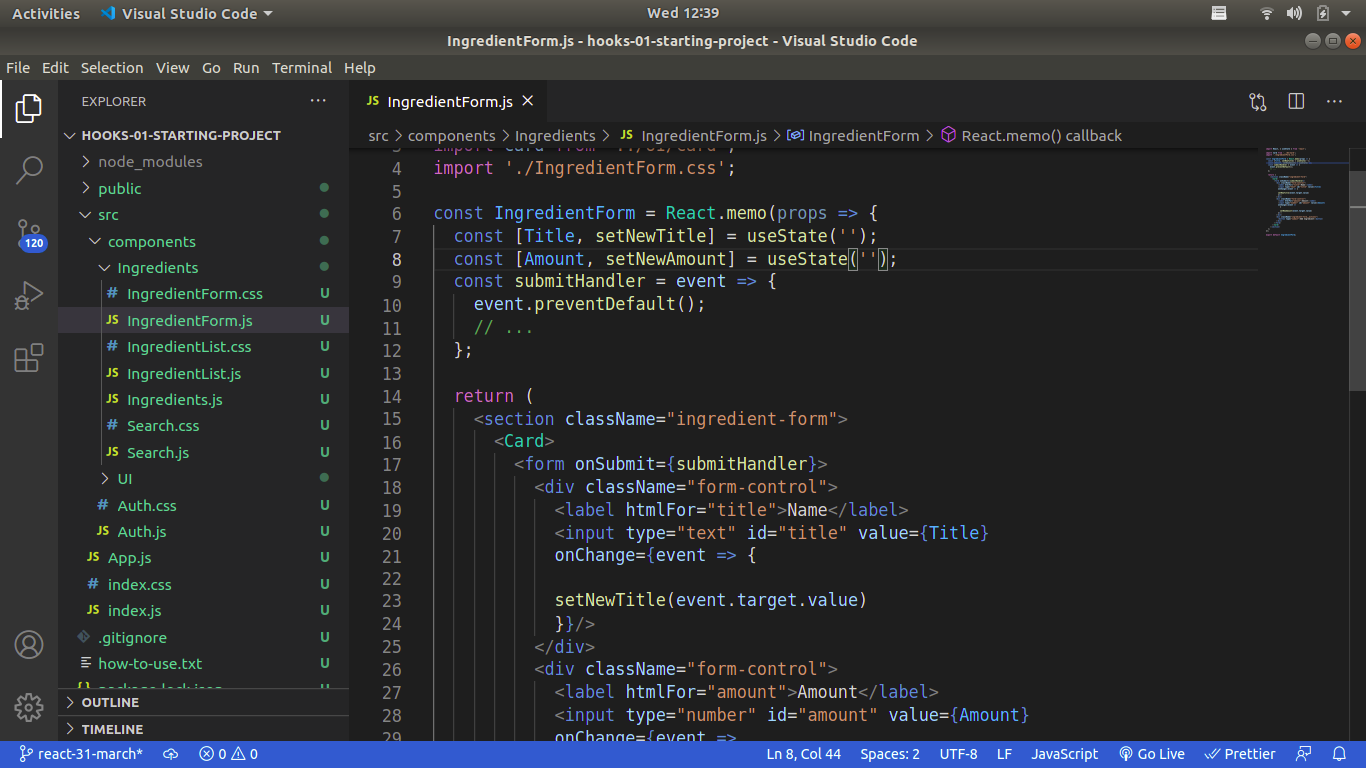 Activities
Visual Studio Code
Wed 12:39
IngredientForm.js - hooks-01-starting-project - Visual Studio Code
File Edit Selection View Go Run Terminal Help
EXPLORER
HOOKS-01-STARTING-PROJECT
node_modules
public
src
components
Ingredients
# IngredientForm.css U
JS IngredientForm.js U
# IngredientList.css U
JS IngredientList.js U
JS Ingredients.js U
# Search.css U
JS Search.js U
UI
# Auth.css U
JS Auth.js U
JS App.js U
# index.css U
JS index.js U
.gitignore U
how-to-use.txt U
OUTLINE
TIMELINE
120
JS IngredientForm.js
src > components > Ingredients > JS IngredientForm.js > IngredientForm > React.memo() callback
4 import './IngredientForm.css';
5
6 const IngredientForm = React.memo(props => {
7 const [Title, setNewTitle] = useState('');
8 const [Amount, setNewAmount] = useState('');
9 const submitHandler = event => {
10 event.preventDefault();
11 // ...
12 };
13
14 return (
15 <section className="ingredient-form">
16 <Card>
17 <form onSubmit={submitHandler}>
18 <div className="form-control">
19 <label htmlFor="title">Name</label>
20 <input type="text" id="title" value={Title}
21 onChange={event => {
22
23 setNewTitle(event.target.value)
24 }}/>
25 </div>
26 <div className="form-control">
27 <label htmlFor="amount">Amount</label>
28 <input type="number" id="amount" value={Amount}
29 onChange={event =>
react-31-march* 0 0 Ln 8, Col 44 Spaces: 2 UTF-8 LF JavaScript Go Live Prettier